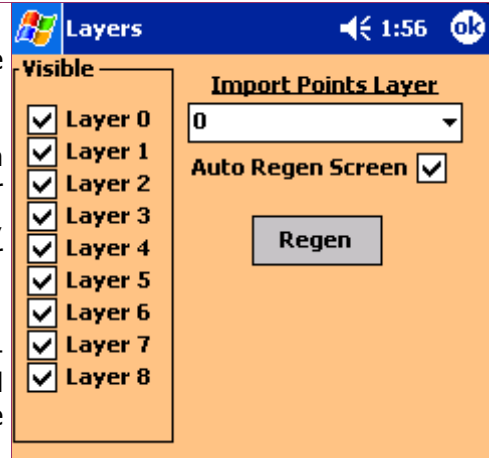 Layers 1:56 ok
Visible
Layer 0
Layer 1
Layer 2
Layer 3
Layer 4
Layer 5
Layer 6
Layer 7
Layer 8
Import Points Layer
0
Auto Regen Screen
Regen